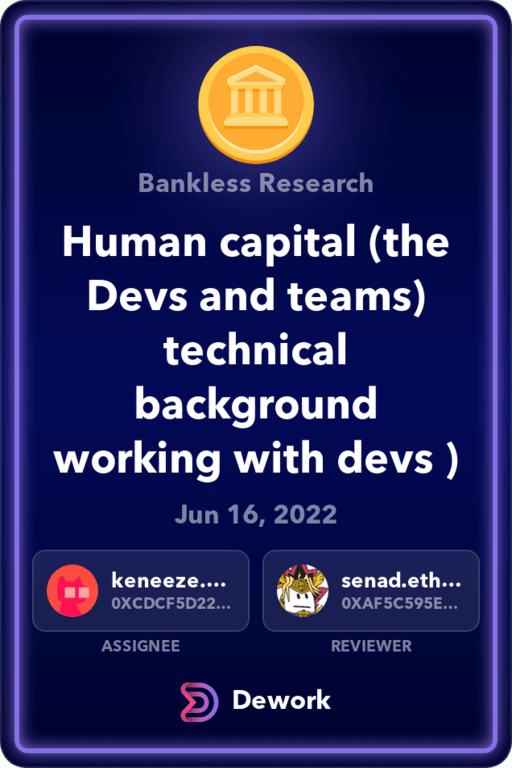 Bankless Research
Human capital (the
Devs and teams)
technical
background
working with devs )
Jun 16, 2022
keneeze....
0XCDCF5D22...
senad.eth...
0XAF5C595E...
ASSIGNEE
REVIEWER
Dework